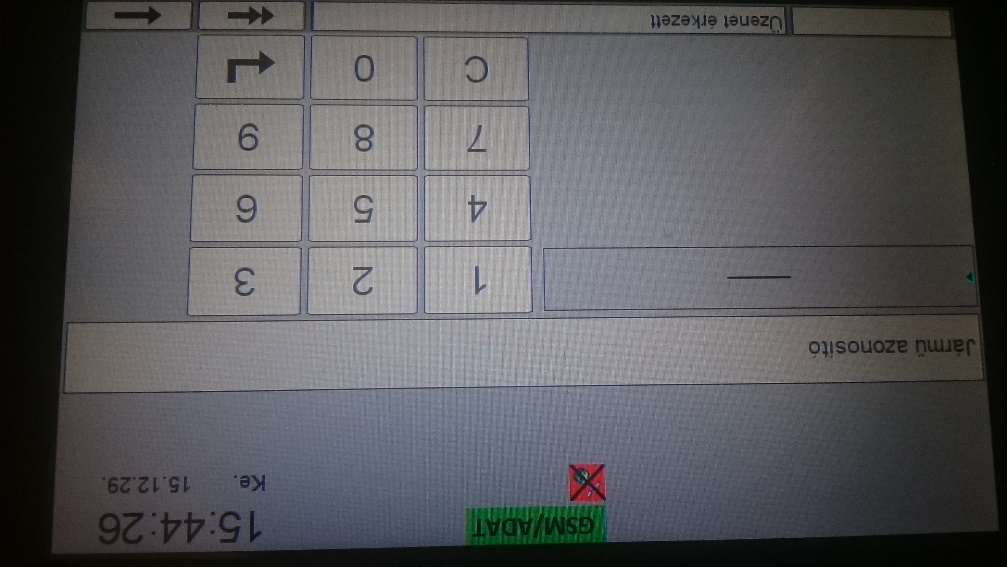 GSM/ADAT
15:44:26
Ke. 15.12.29.
Jármű azonosító
1 2 3
4 5 6
7 8 9
C 0
Üzenet érkezett